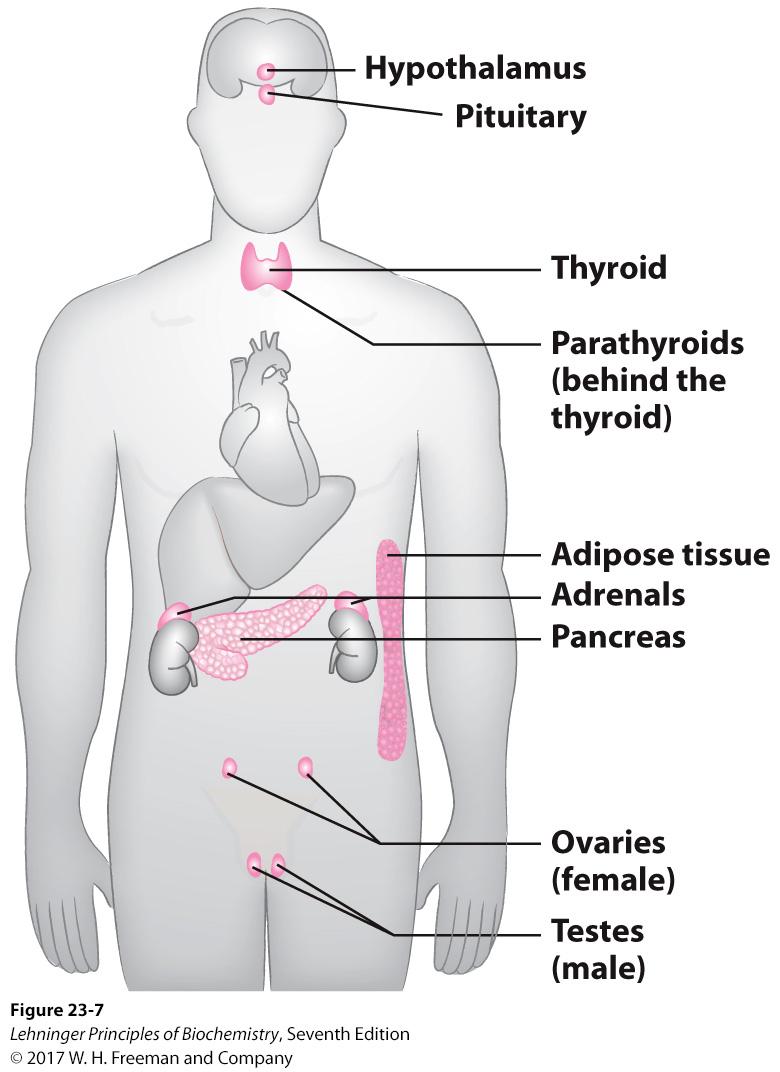 Hypothalamus
Pituitary
Thyroid
Parathyroids
(behind the
thyroid)
Adipose tissue
Adrenals
Pancreas
Ovaries
(female)
Testes
(male)
Figure 23-7
Lehninger Principles of Biochemistry, Seventh Edition
© 2017 W. H. Freeman and Company